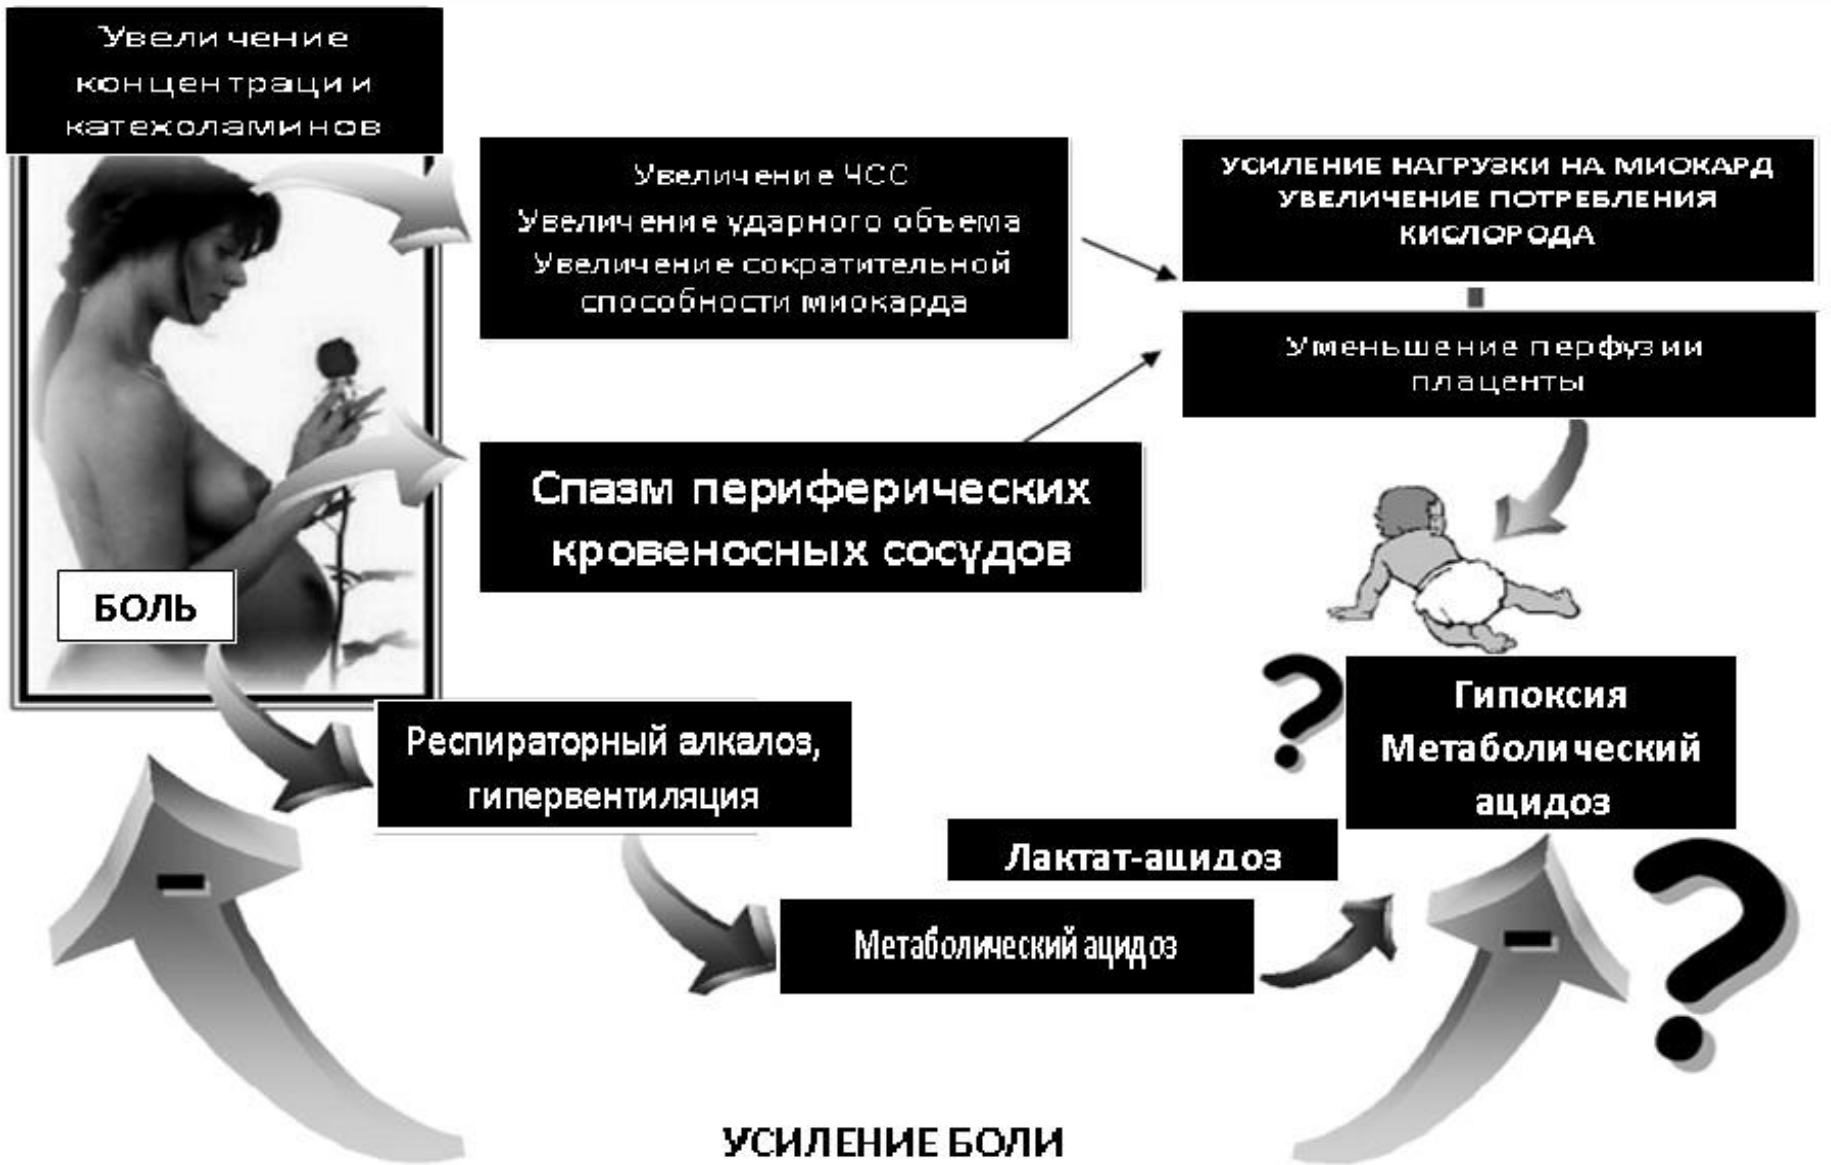 Увеличение
концентрации
катехоламинов
Увеличение ЧСС
Увеличение ударного объема
Увеличение сократительной
способности миокарда
УСИЛЕНИЕ НАГРУЗКИ НА МИОКАРД
УВЕЛИЧЕНИЕ ПОТРЕБЛЕНИЯ
КИСЛОРОДА
Уменьшение перфузии
плаценты
Спазм периферических
кровеносных сосудов
БОЛЬ
Респираторный алкалоз,
гипервентиляция
?
Гипоксия
Метаболический
ацидоз
Лактат-ацидоз
Метаболический ацидоз
-
-
?
УСИЛЕНИЕ БОЛИ